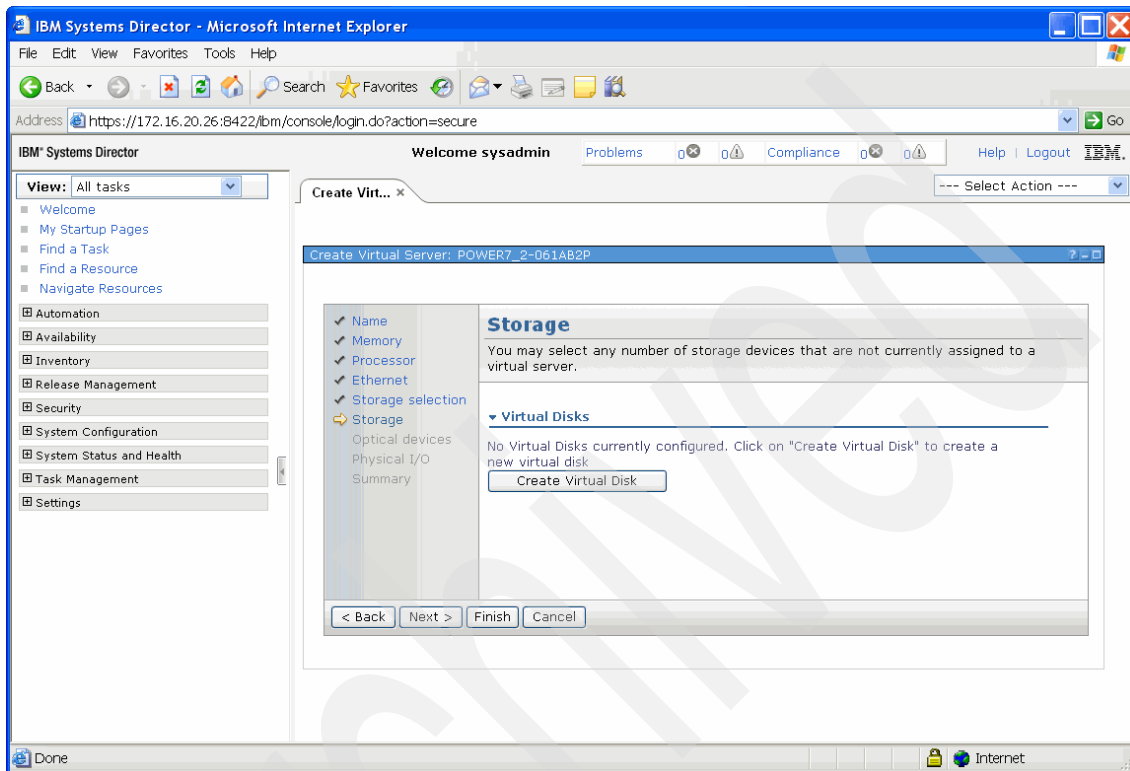 IBM Systems Director - Microsoft Internet Explorer
File Edit View Favorites Tools Help
Back Search Favorites
Address https://172.16.20.26:8422/ibm/console/login.do?action=secure Go
IBM® Systems Director Welcome sysadmin Problems 0 0 Compliance 0 0 Help | Logout IBM.
View: All tasks
Create Virt... × --- Select Action ---
Welcome
My Startup Pages
Find a Task
Find a Resource
Navigate Resources
Automation
Availability
Inventory
Release Management
Security
System Configuration
System Status and Health
Task Management
Settings
Create Virtual Server: POWER7_2-061AB2P
Name
Memory
Processor
Ethernet
Storage selection
Storage
Optical devices
Physical I/O
Summary
Storage
You may select any number of storage devices that are not currently assigned to a
virtual server.
Virtual Disks
No Virtual Disks currently configured. Click on "Create Virtual Disk" to create a
new virtual disk
Create Virtual Disk
< Back Next > Finish Cancel
Done Internet